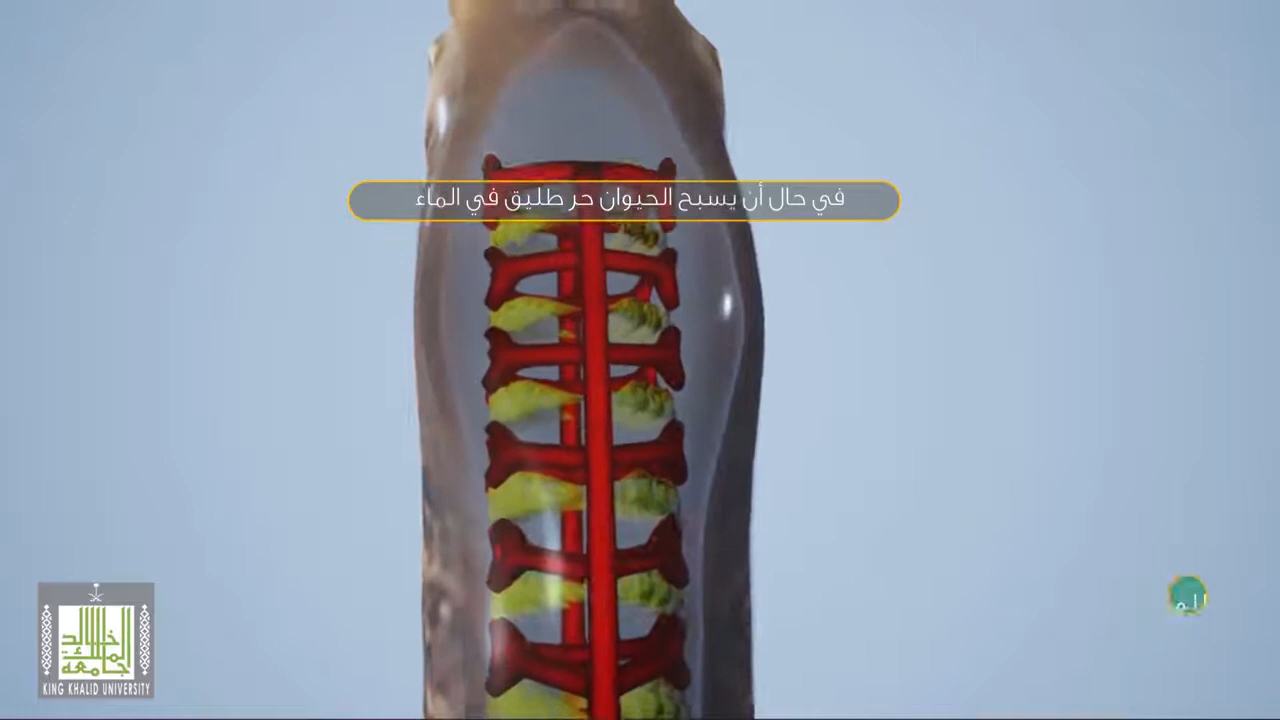 في حال أن يسبح الحيوان حر طليق في الماء
جامعة الملك خالد
KING KHALID UNIVERSITY